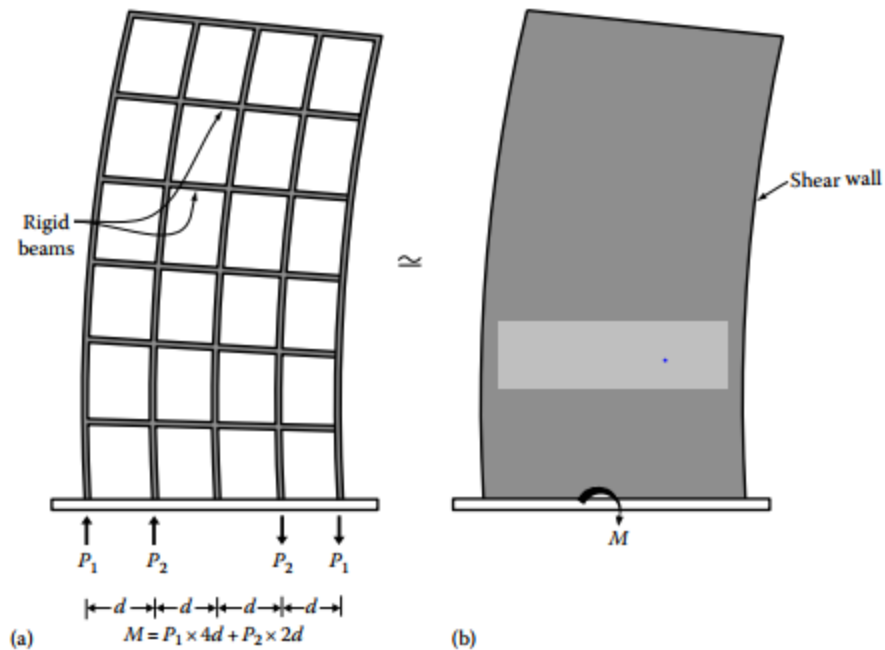 Rigid
beams
≃
Shear wall
P₁ P₂ P₂ P₁
M
d d d d
(a) M = P₁ × 4d + P₂ × 2d (b)